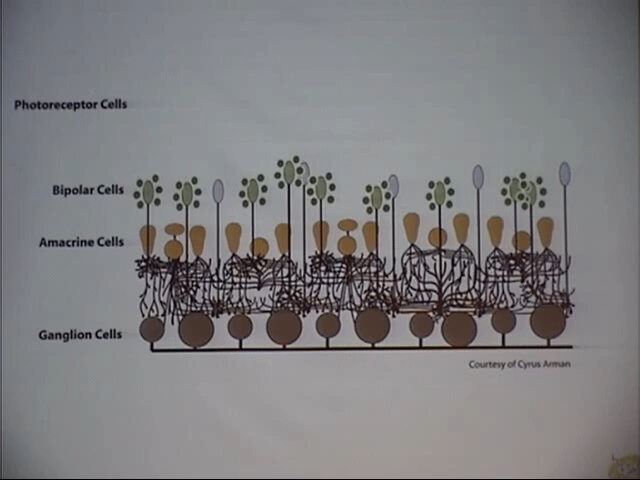 Photoreceptor Cells
Bipolar Cells
Amacrine Cells
Ganglion Cells
Courtesy of Cyrus Arman